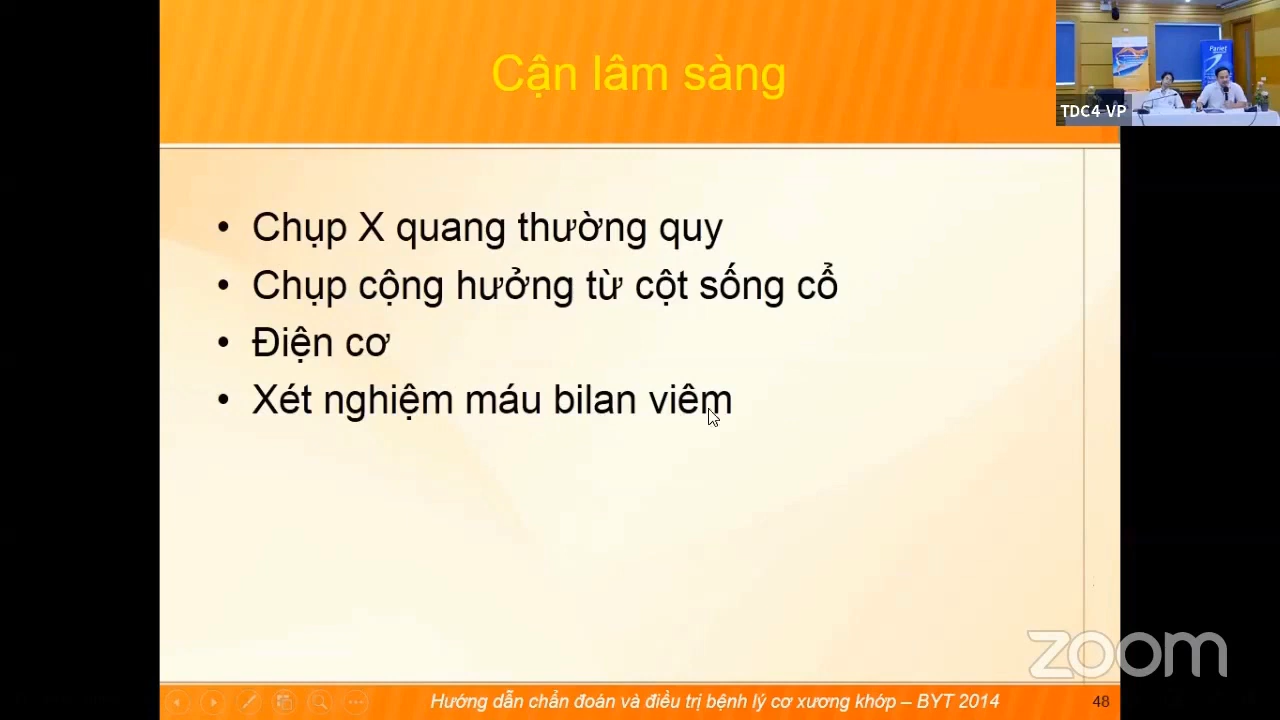 Cận lâm sàng
TDC4 VP
• Chụp X quang thường quy
• Chụp cộng hưởng từ cột sống cổ
• Điện cơ
• Xét nghiệm máu bilan viêm
zoom
Hướng dẫn chẩn đoán và điều trị bệnh lý cơ xương khớp – BYT 2014
48